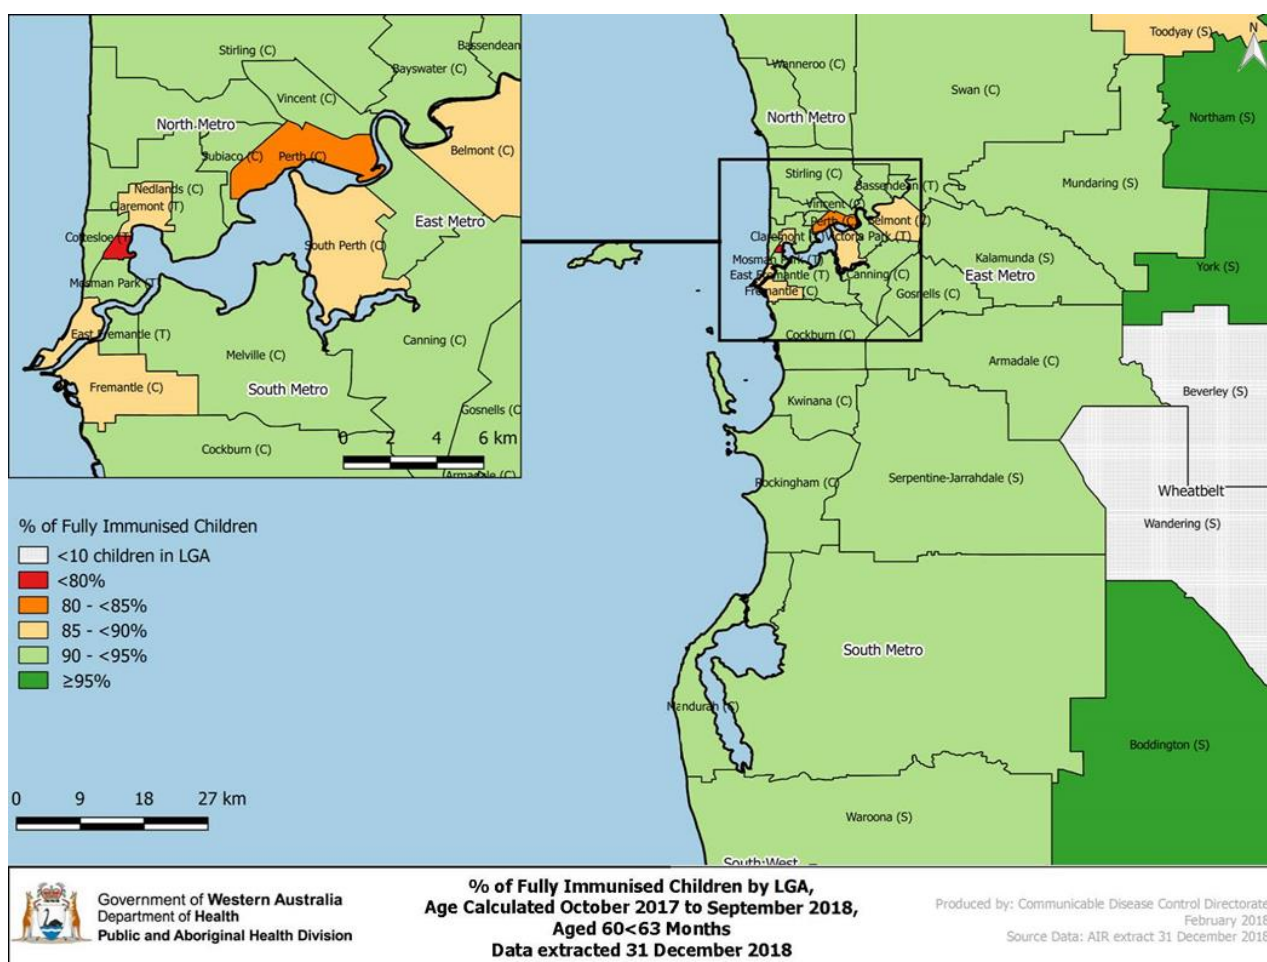 Stirling (C)
Bassendean
Bayswater (C)
Vincent (C)
North Metro
Subiaco (C)
Perth (C)
Belmont (C)
Nedlands (C)
Claremont (T)
East Metro
Cottesloe (T)
South Perth (C)
Mosman Park (T)
East Fremantle (T)
Canning (C)
Melville (C)
Fremantle (C)
South Metro
Gosnells (C
Cockburn (C)
0 2 4 6 km
Armadale (C)
Toodyay (S)
N
Wanneroo (C)
Swan (C)
North Metro
Northam (S)
Stirling (C)
Bassendean (T)
Mundaring (S)
Vincent (C)
Perth (C)
Belmont (C)
Claremont (T)
Victoria Park (T)
Mosman Park (T)
Kalamunda (S)
York (S)
East Fremantle (T)
Canning (C)
East Metro
Fremantle (C)
Gosnells (C)
Cockburn (C)
Armadale (C)
Beverley (S)
Kwinana (C)
Rockingham (C)
Serpentine-Jarrahdale (S)
Wheatbelt
Wandering (S)
South Metro
Mandurah (C)
Boddington (S)
Waroona (S)
South West
% of Fully Immunised Children
<10 children in LGA
<80%
80 - <85%
85 - <90%
90 - <95%
≥95%
0 9 18 27 km
Government of Western Australia
Department of Health
Public and Aboriginal Health Division
% of Fully Immunised Children by LGA,
Age Calculated October 2017 to September 2018,
Aged 60<63 Months
Data extracted 31 December 2018
Produced by: Communicable Disease Control Directorate
February 2018
Source Data: AIR extract 31 December 2018